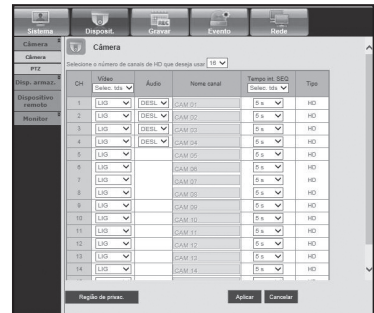 Sistema Disposit. Gravar Evento Rede
Câmera
Câmera
PTZ
Disp. armaz.
Dispositivo remoto
Monitor
Câmera
Selecione o número de canais de HD que deseja usar 16
CH Vídeo Áudio Nome canal Tempo int. SEQ Tipo
Selec. tds Selec. tds
1 LIG DESL CAM 01 5 s HD
2 LIG DESL CAM 02 5 s HD
3 LIG DESL CAM 03 5 s HD
4 LIG DESL CAM 04 5 s HD
5 LIG CAM 05 5 s HD
6 LIG CAM 06 5 s HD
7 LIG CAM 07 5 s HD
8 LIG CAM 08 5 s HD
9 LIG CAM 09 5 s HD
10 LIG CAM 10 5 s HD
11 LIG CAM 11 5 s HD
12 LIG CAM 12 5 s HD
13 LIG CAM 13 5 s HD
14 LIG CAM 14 5 s HD
Região de privac. Aplicar Cancelar